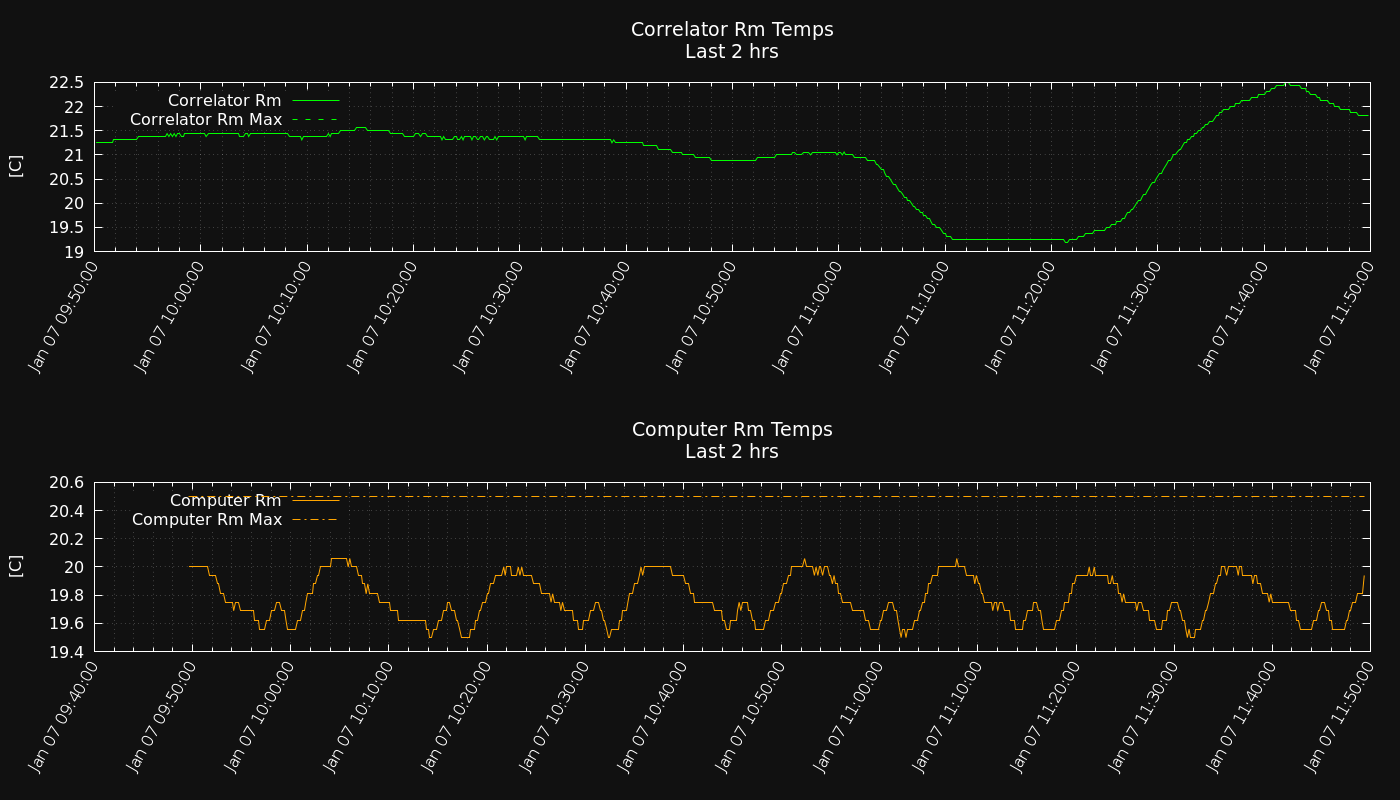 Correlator Rm Temps
Last 2 hrs
Correlator Rm
Correlator Rm Max
[C]
22.5
22
21.5
21
20.5
20
19.5
19
Jan 07 09:50:00
Jan 07 10:00:00
Jan 07 10:10:00
Jan 07 10:20:00
Jan 07 10:30:00
Jan 07 10:40:00
Jan 07 10:50:00
Jan 07 11:00:00
Jan 07 11:10:00
Jan 07 11:20:00
Jan 07 11:30:00
Jan 07 11:40:00
Jan 07 11:50:00
Computer Rm Temps
Last 2 hrs
Computer Rm
Computer Rm Max
[C]
20.6
20.4
20.2
20
19.8
19.6
19.4
Jan 07 09:40:00
Jan 07 09:50:00
Jan 07 10:00:00
Jan 07 10:10:00
Jan 07 10:20:00
Jan 07 10:30:00
Jan 07 10:40:00
Jan 07 10:50:00
Jan 07 11:00:00
Jan 07 11:10:00
Jan 07 11:20:00
Jan 07 11:30:00
Jan 07 11:40:00
Jan 07 11:50:00